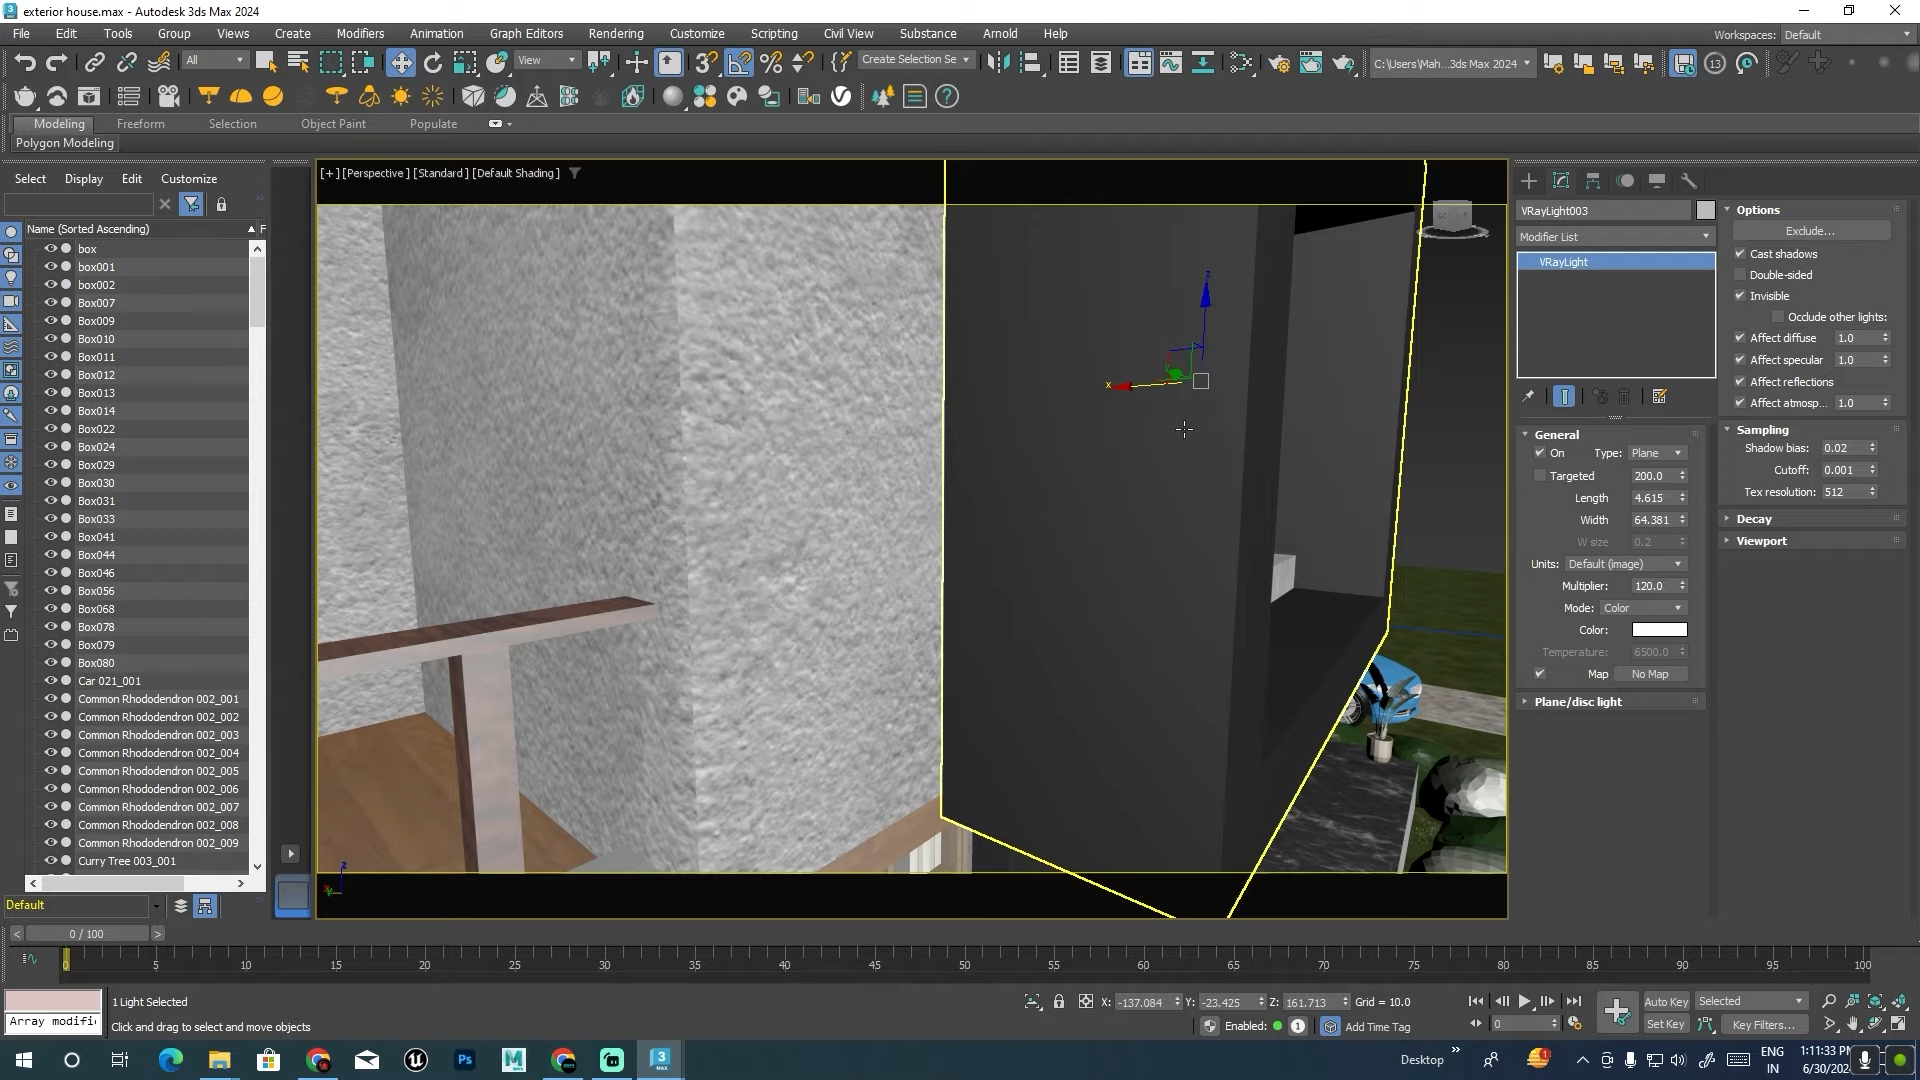 exterior house.max - Autodesk 3ds Max 2024
File Edit Tools Group Views Create Modifiers Animation Graph Editors Rendering Customize Scripting Civil View Substance Arnold Help
Workspaces: Default
All View Create Selection Se C:\Users\Mah...3ds Max 2024
Modeling Freeform Selection Object Paint Populate
Polygon Modeling
Select Display Edit Customize
Name (Sorted Ascending) F
box
box001
box002
Box007
Box009
Box010
Box011
Box012
Box013
Box014
Box022
Box024
Box029
Box030
Box031
Box033
Box041
Box044
Box046
Box056
Box068
Box078
Box079
Box080
Car 021_001
Common Rhododendron 002_001
Common Rhododendron 002_002
Common Rhododendron 002_003
Common Rhododendron 002_004
Common Rhododendron 002_005
Common Rhododendron 002_006
Common Rhododendron 002_007
Common Rhododendron 002_008
Common Rhododendron 002_009
Curry Tree 003_001
Default
[+] [Perspective ] [Standard ] [Default Shading ]
z
x
y
z
VRayLight003
Modifier List
VRayLight
General
On Type: Plane
Targeted 200.0
Length 4.615
Width 64.381
W size 0.2
Units: Default (image)
Multiplier: 120.0
Mode: Color
Color:
Temperature: 6500.0
Map No Map
Plane/disc light
Options
Exclude...
Cast shadows
Double-sided
Invisible
Occlude other lights:
Affect diffuse 1.0
Affect specular 1.0
Affect reflections
Affect atmosp... 1.0
Sampling
Shadow bias: 0.02
Cutoff: 0.001
Tex resolution: 512
Decay
Viewport
0 / 100
0 5 10 15 20 25 30 35 40 45 50 55 60 65 70 75 80 85 90 95 100
1 Light Selected
Array modifi
Click and drag to select and move objects
X: -137.084 Y: -23.425 Z: 161.713 Grid = 10.0
Enabled: 1 Add Time Tag
0
Auto Key Selected
Set Key Key Filters...
Desktop
ENG
IN
1:11:33 P
6/30/202